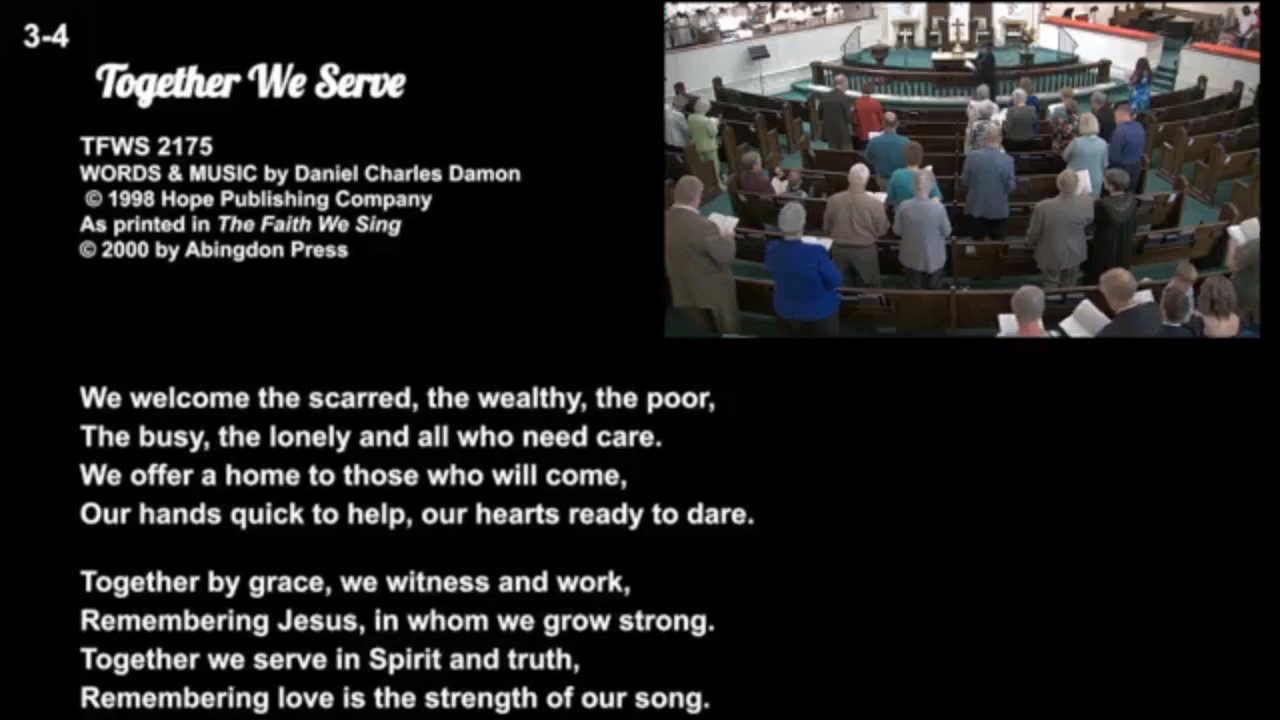 3-4
Together We Serve
TFWS 2175
WORDS & MUSIC by Daniel Charles Damon
© 1998 Hope Publishing Company
As printed in The Faith We Sing
© 2000 by Abingdon Press
We welcome the scarred, the wealthy, the poor,
The busy, the lonely and all who need care.
We offer a home to those who will come,
Our hands quick to help, our hearts ready to dare.
Together by grace, we witness and work,
Remembering Jesus, in whom we grow strong.
Together we serve in Spirit and truth,
Remembering love is the strength of our song.